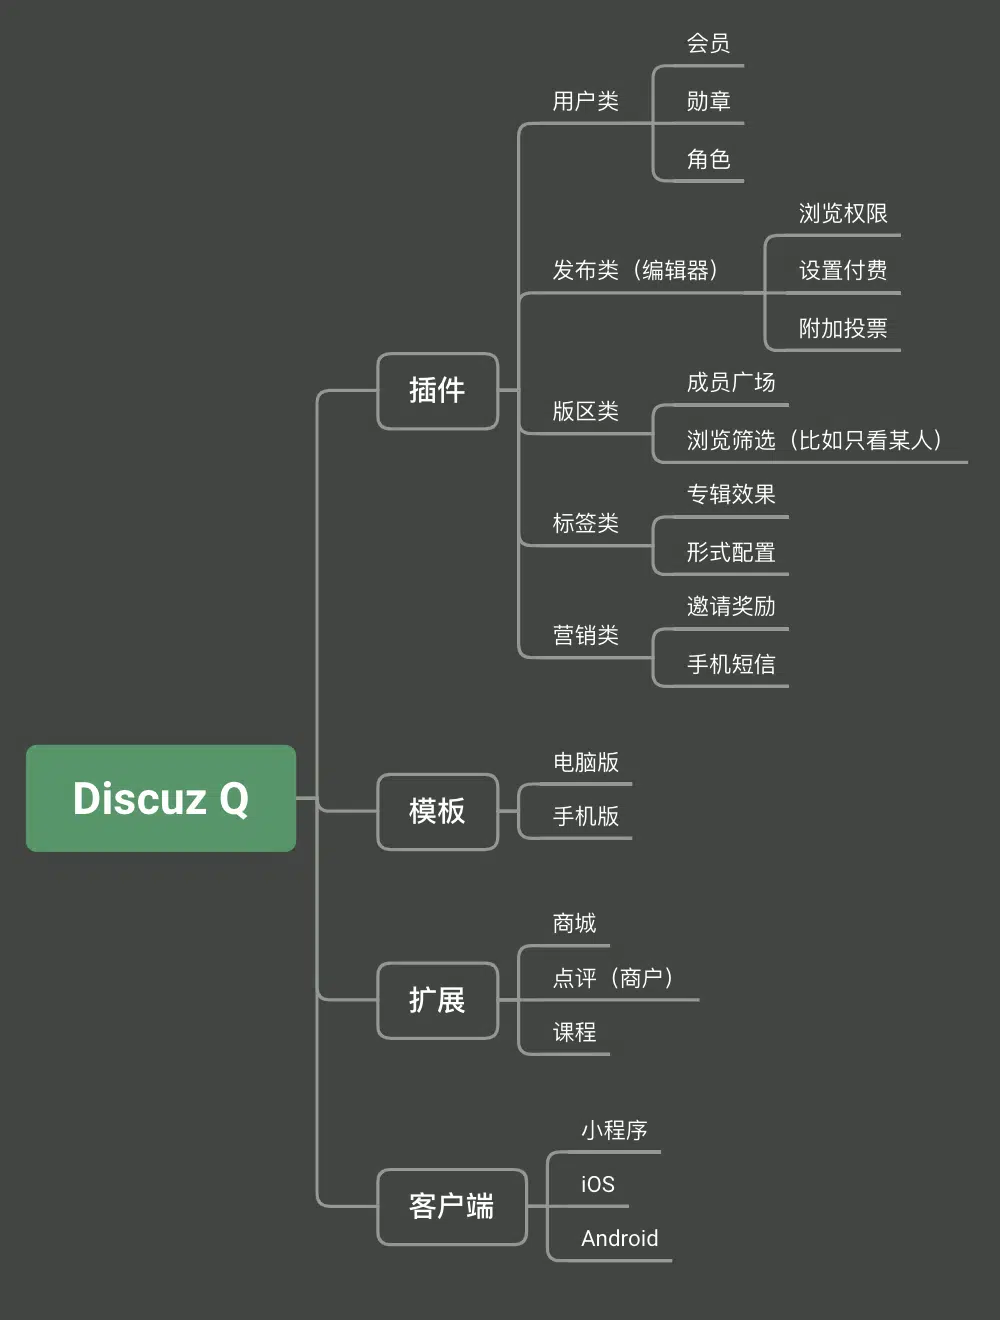 Discuz Q
插件
用户类
会员
勋章
角色
发布类（编辑器）
浏览权限
设置付费
附加投票
版区类
成员广场
浏览筛选（比如只看某人）
标签类
专辑效果
形式配置
营销类
邀请奖励
手机短信
模板
电脑版
手机版
扩展
商城
点评（商户）
课程
客户端
小程序
iOS
Android